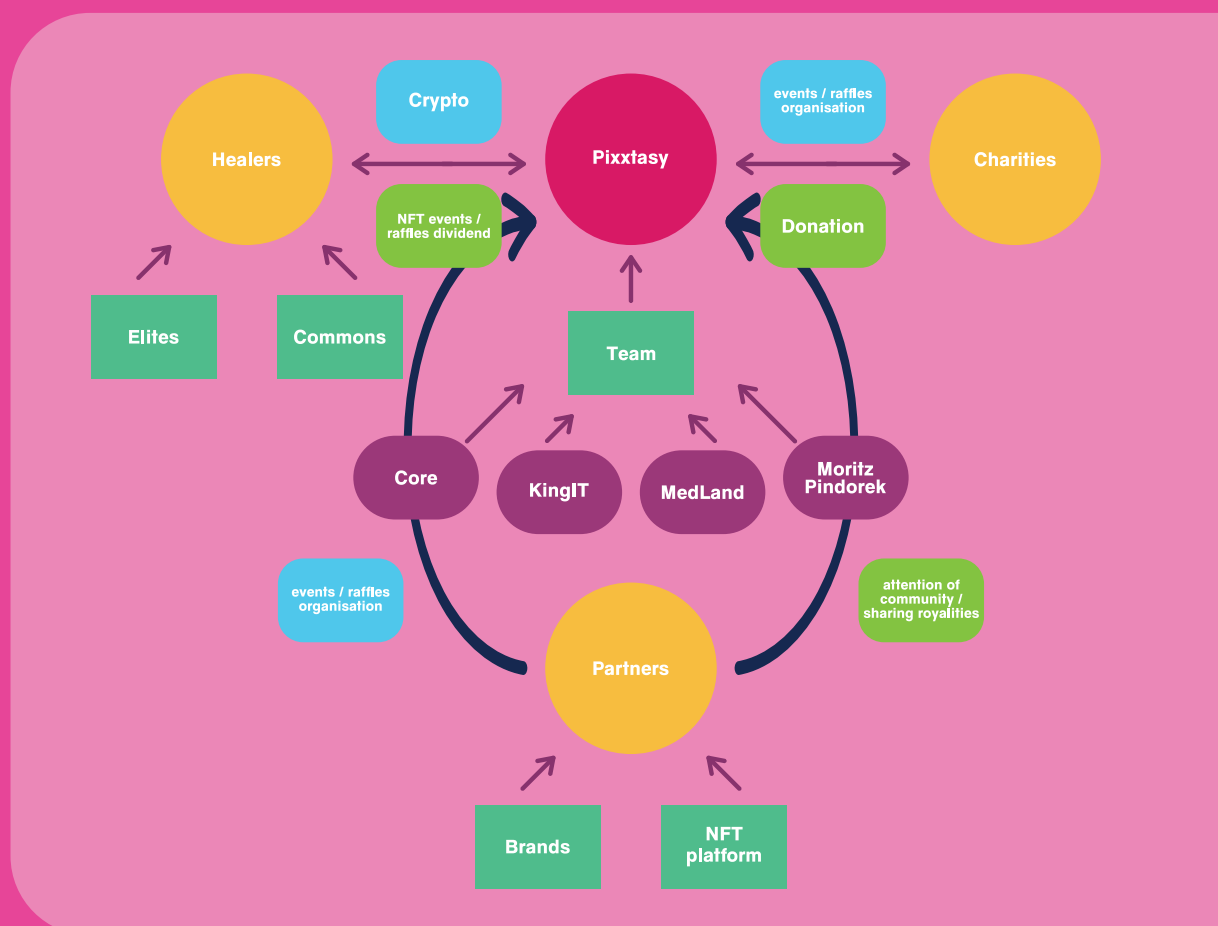 Crypto
events / raffles
organisation
Healers
Pixxtasy
Charities
NFT events /
raffles dividend
Donation
Elites
Commons
Team
Core
KingIT
MedLand
Moritz
Pindorek
events / raffles
organisation
attention of
community /
sharing royalities
Partners
Brands
NFT
platform